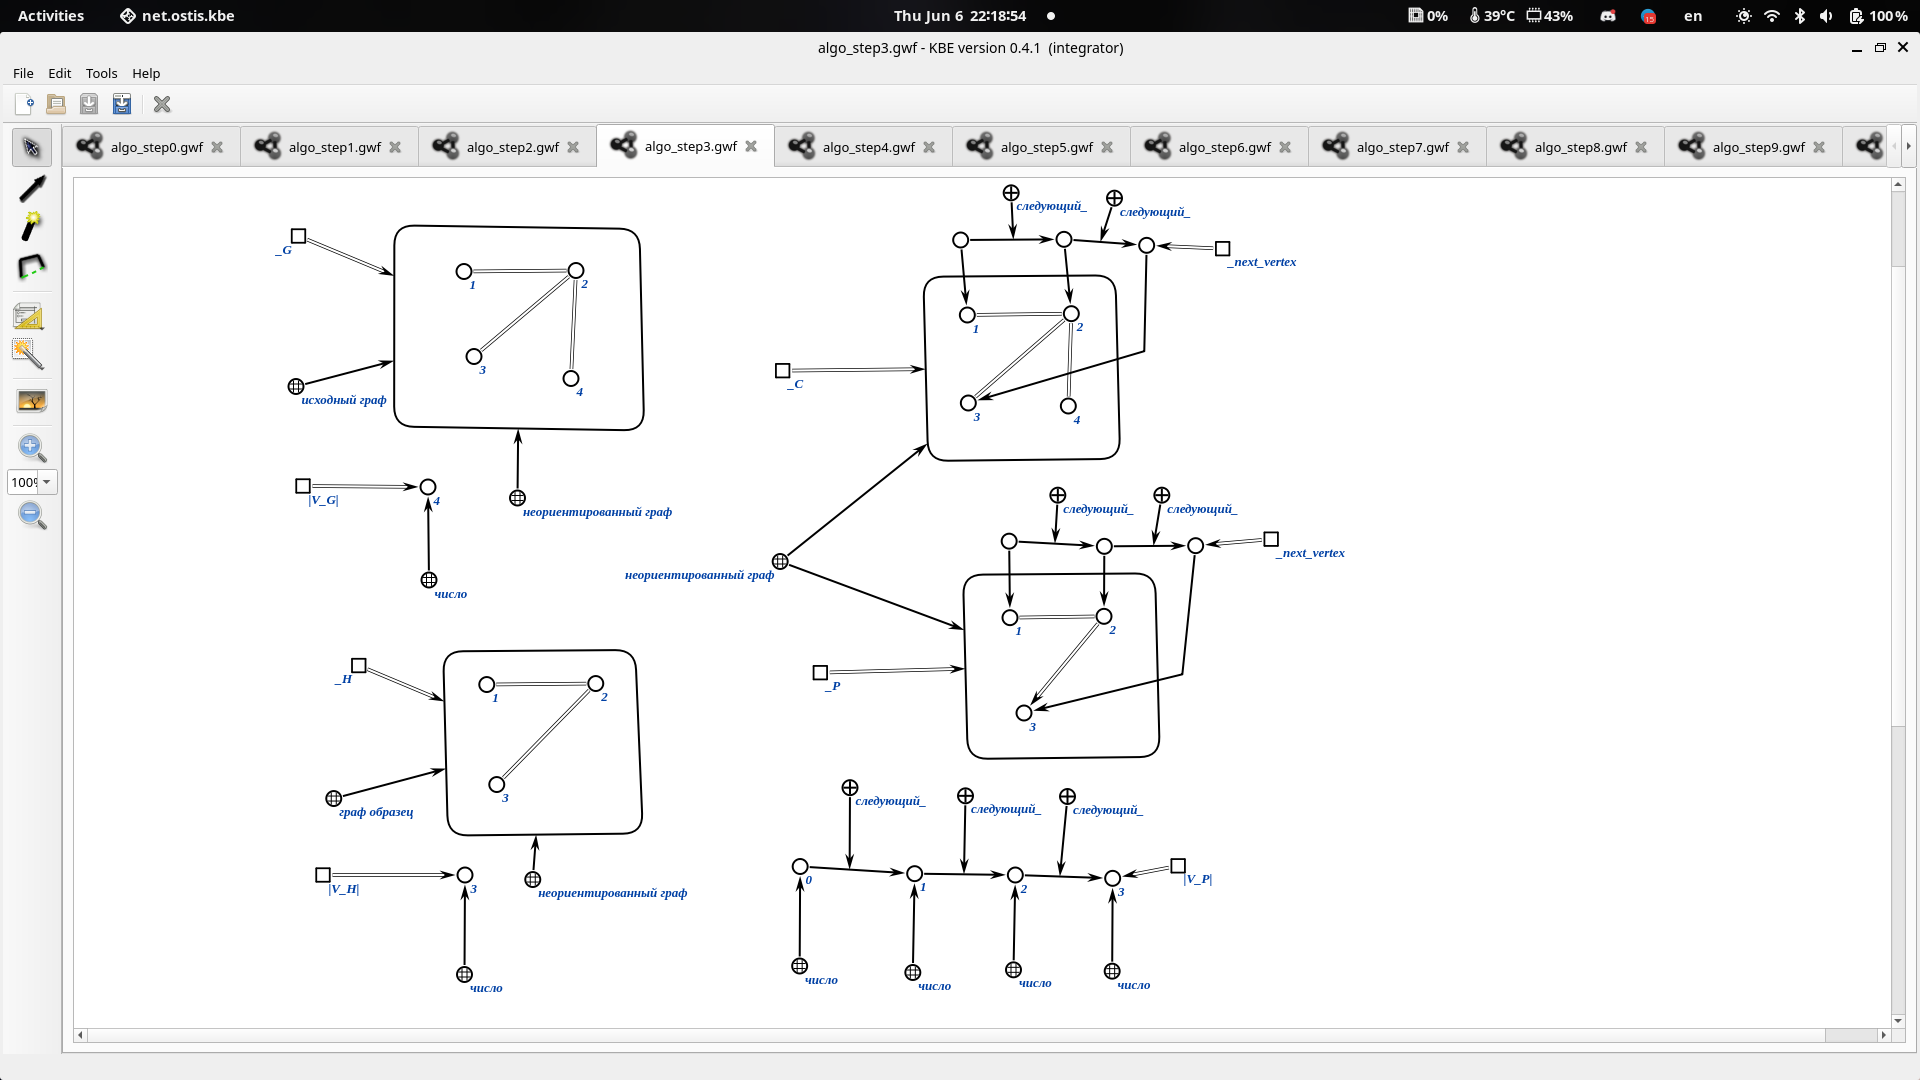 Activities net.ostis.kbe Thu Jun 6 22:18:54 0% 39°C 43% 15 en 100%
algo_step3.gwf - KBE version 0.4.1 (integrator)
File Edit Tools Help
algo_step0.gwf algo_step1.gwf algo_step2.gwf algo_step3.gwf algo_step4.gwf algo_step5.gwf algo_step6.gwf algo_step7.gwf algo_step8.gwf algo_step9.gwf
100%
_G
1
2
3
4
исходный граф
неориентированный граф
|V_G|
4
число
_H
1
2
3
граф образец
неориентированный граф
|V_H|
3
число
следующий_
следующий_
_next_vertex
_C
1
2
3
4
неориентированный граф
следующий_
следующий_
_next_vertex
_P
1
2
3
следующий_
следующий_
следующий_
0
1
2
3
|V_P|
число
число
число
число